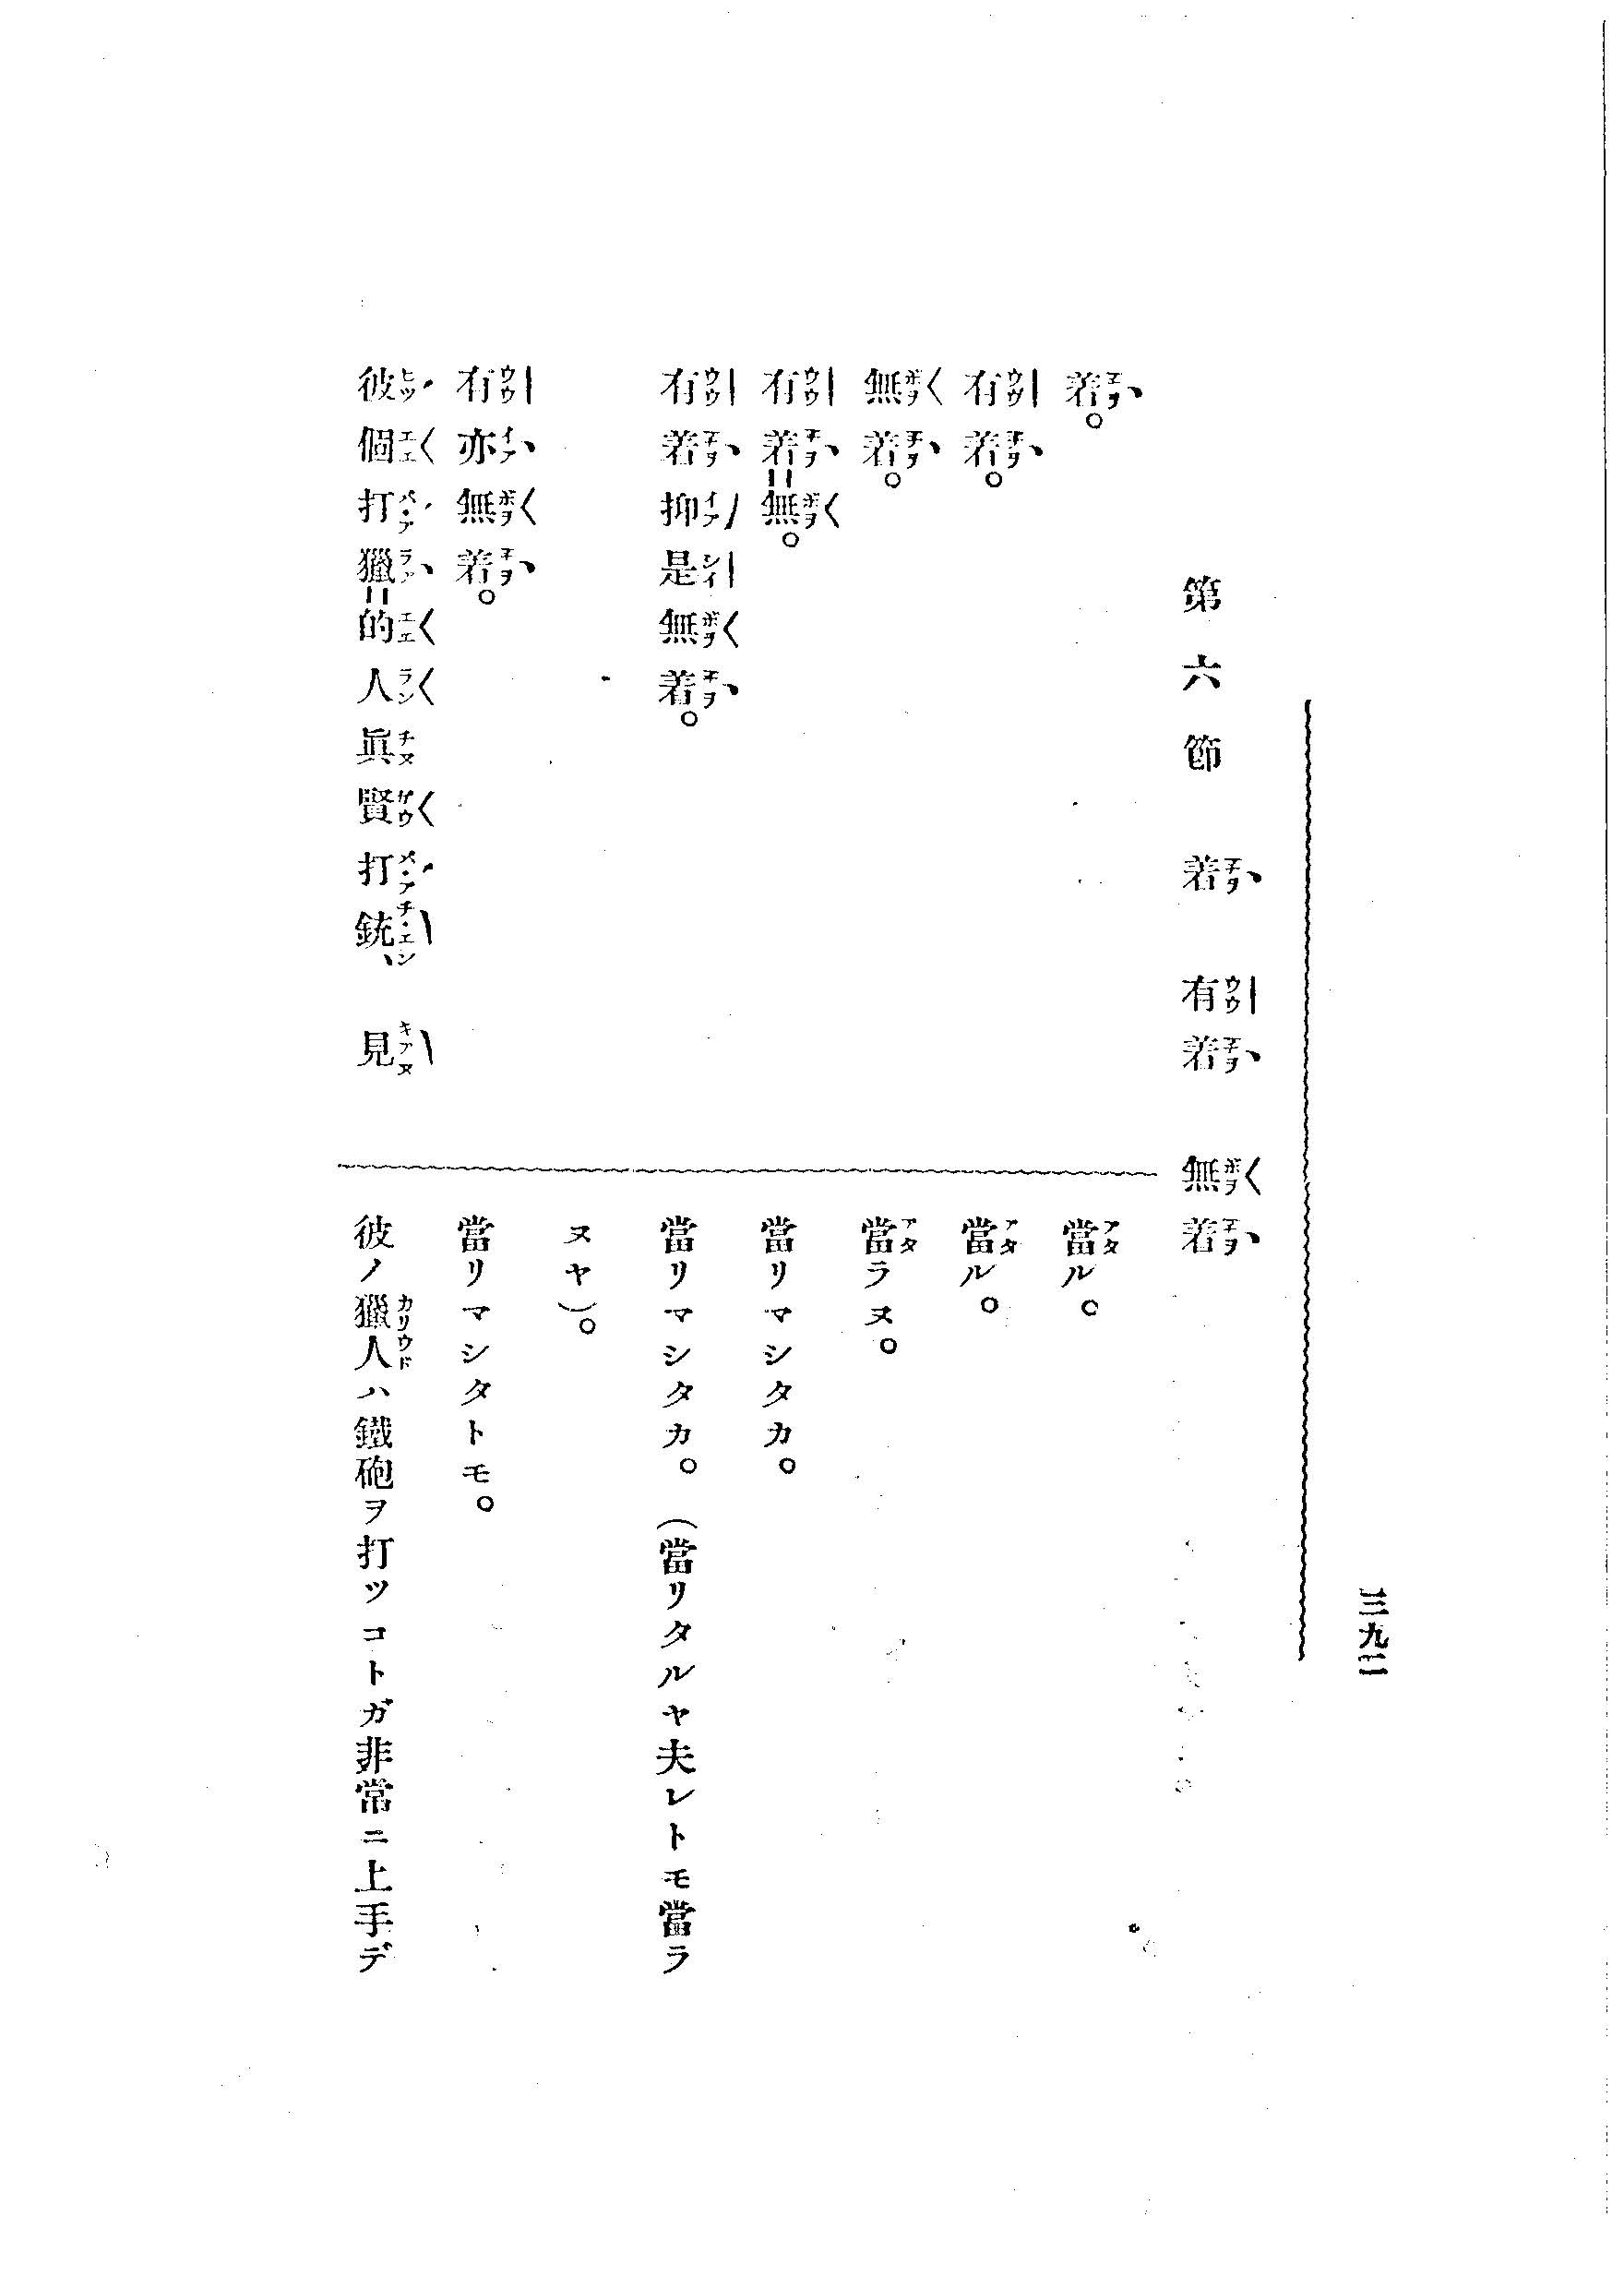 三九二
第六節　着　有着　無着
着。
有着。
無着。
有着＝無。
有着抑是無着。
有亦無着。
彼個打獵＝的人眞賢打銃、見
當ル。
當ル。
當ラヌ。
當リマシタカ。
當リマシタカ。（當リタルヤ夫レトモ當ラ
ヌヤ）。
當リマシタトモ。
彼ノ獵人ハ鐵砲ヲ打ツコトガ非常ニ上手デ